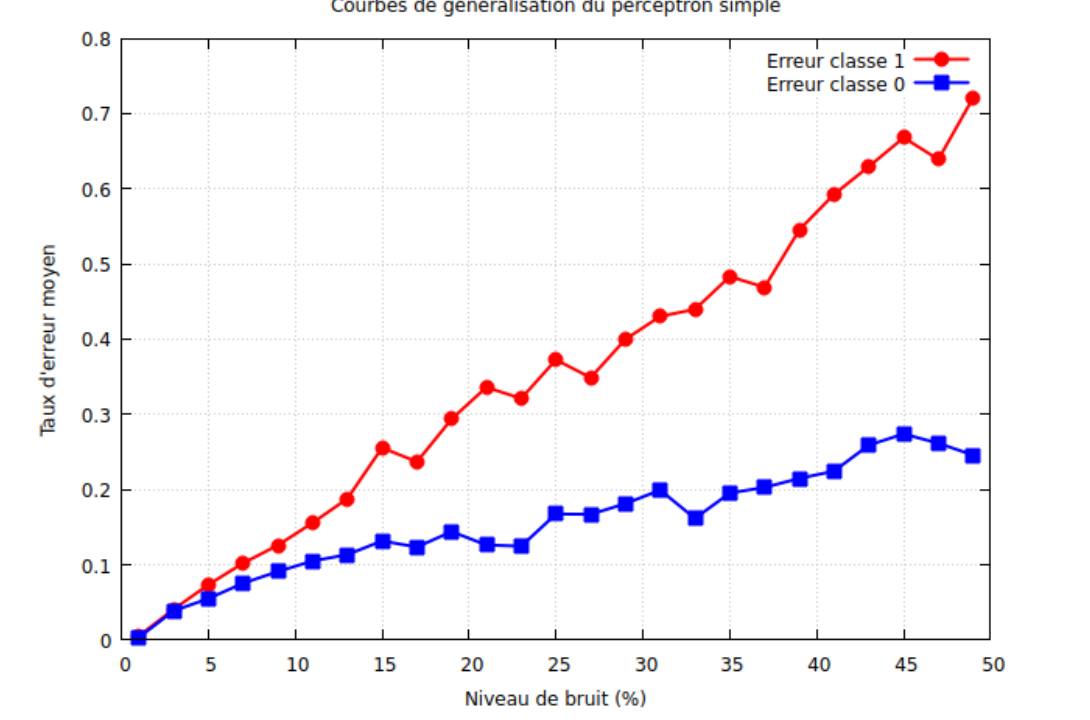 Courbes de généralisation du perceptron simple
Erreur classe 1
Erreur classe 0
0.8
0.7
0.6
0.5
0.4
0.3
0.2
0.1
0
Taux d'erreur moyen
0 5 10 15 20 25 30 35 40 45 50
Niveau de bruit (%)